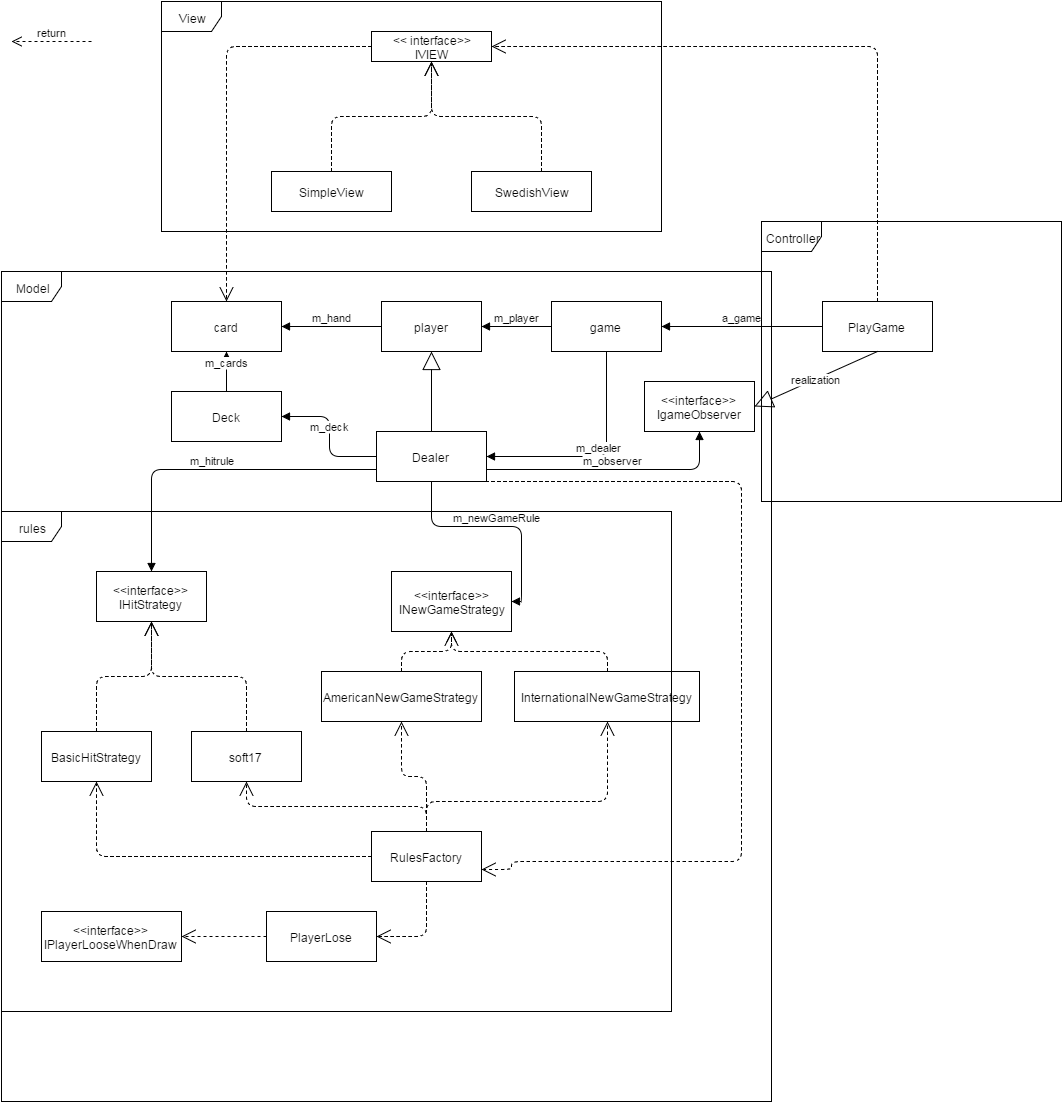 View
return
<< interface>>
IVIEW
SimpleView
SwedishView
Controller
Model
card
m_hand
player
m_player
game
a_game
PlayGame
m_cards
realization
<<interface>>
IgameObserver
Deck
m_deck
Dealer
m_dealer
m_observer
m_hitrule
m_newGameRule
rules
<<interface>>
IHitStrategy
<<interface>>
INewGameStrategy
AmericanNewGameStrategy
InternationalNewGameStrategy
BasicHitStrategy
soft17
RulesFactory
<<interface>>
IPlayerLooseWhenDraw
PlayerLose